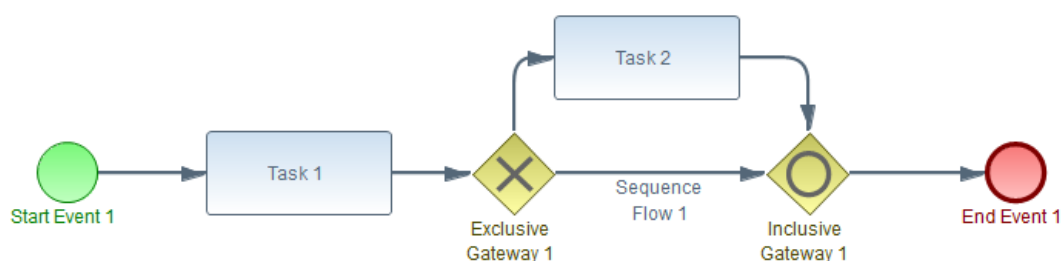 Task 2
Task 1
Start Event 1
Sequence
Flow 1
Exclusive
Gateway 1
Inclusive
Gateway 1
End Event 1